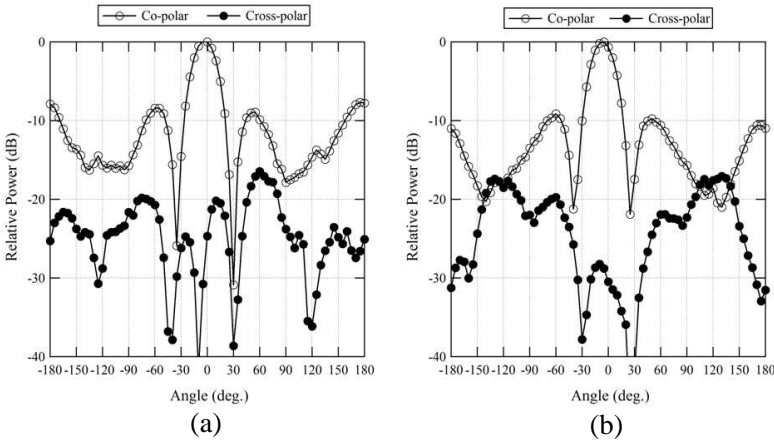 Co-polar Cross-polar
0
-10
-20
-30
-40
Relative Power (dB)
-180 -150 -120 -90 -60 -30 0 30 60 90 120 150 180
Angle (deg.)
(a)
Co-polar Cross-polar
0
-10
-20
-30
-40
Relative Power (dB)
-180 -150 -120 -90 -60 -30 0 30 60 90 120 150 180
Angle (deg.)
(b)